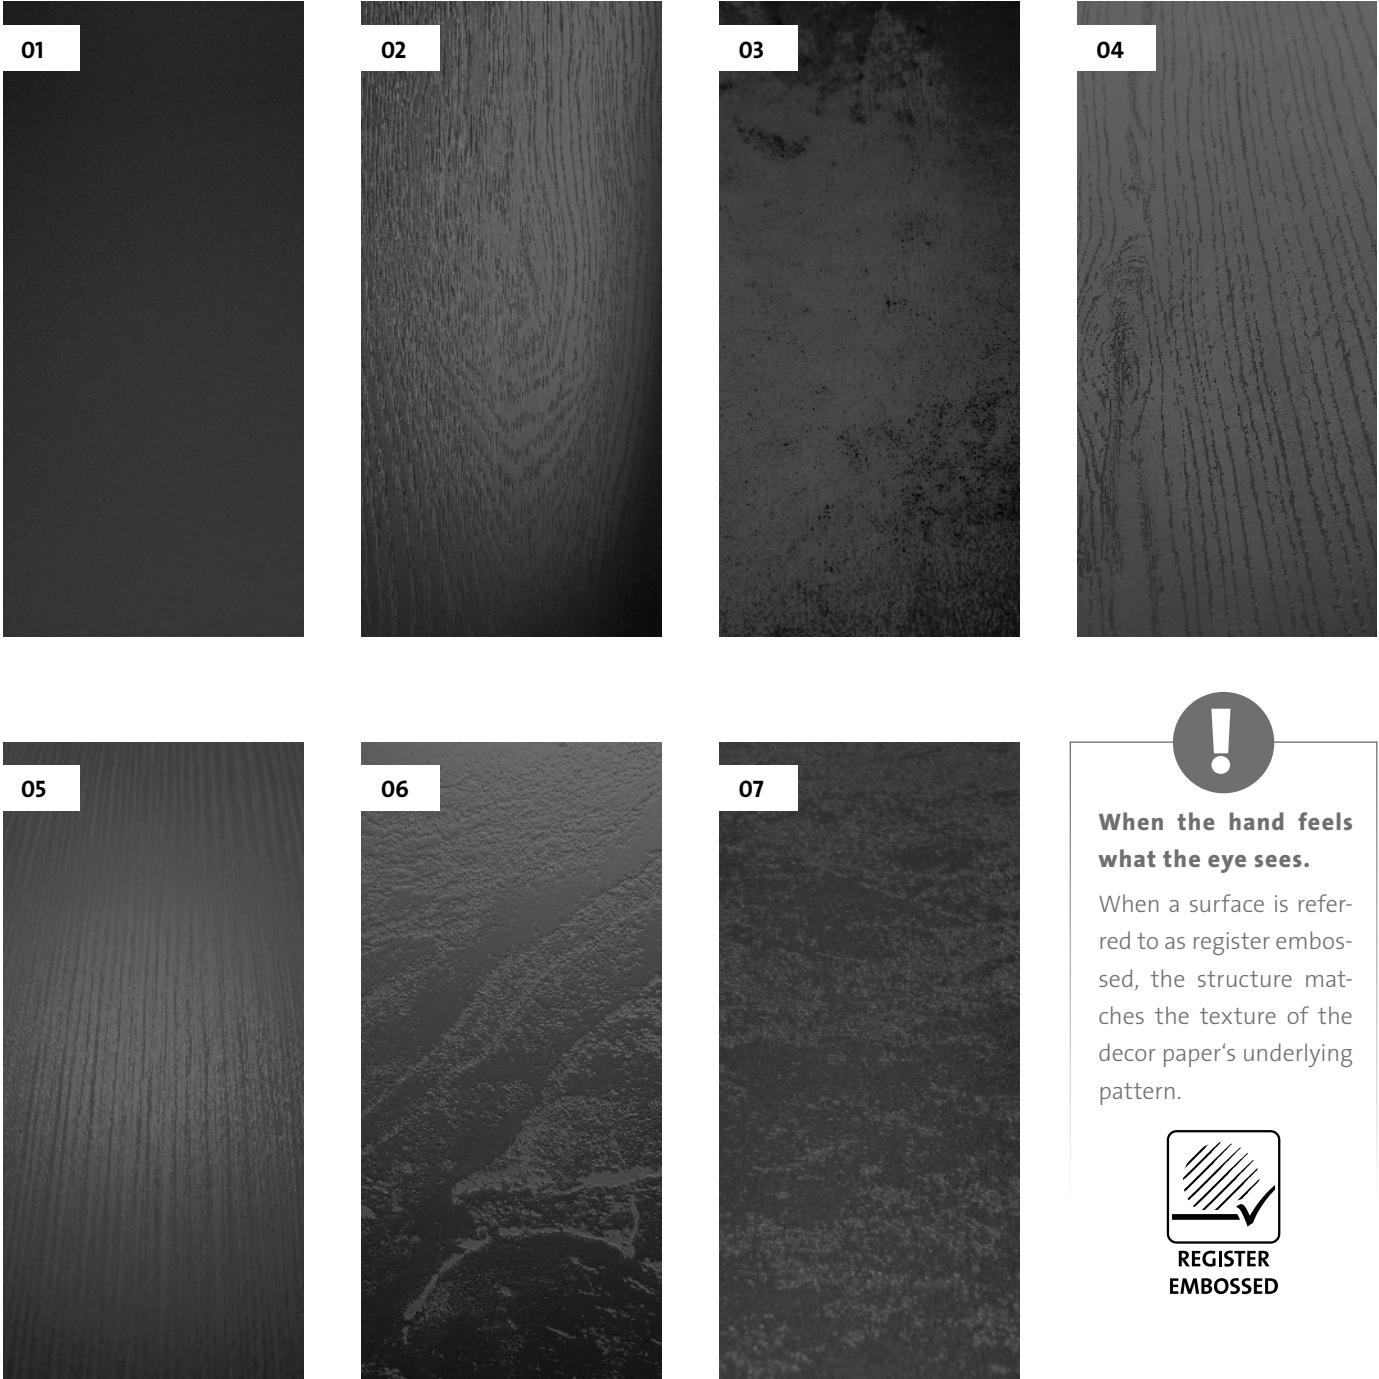 01
02
03
04
05
06
07
!
When the hand feels
what the eye sees.
When a surface is refer-
red to as register embos-
sed, the structure mat-
ches the texture of the
decor paper‘s underlying
pattern.
REGISTER
EMBOSSED